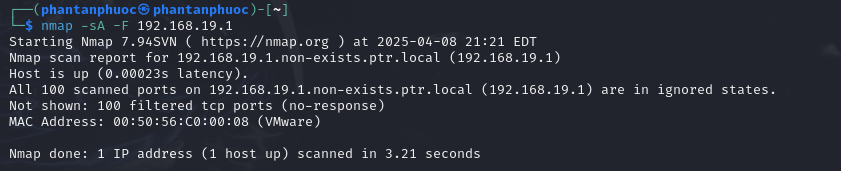 ┌──(phantanphuoc㉿phantanphuoc)-[~]
└─$ nmap -sA -F 192.168.19.1
Starting Nmap 7.94SVN ( https://nmap.org ) at 2025-04-08 21:21 EDT
Nmap scan report for 192.168.19.1.non-exists.ptr.local (192.168.19.1)
Host is up (0.00023s latency).
All 100 scanned ports on 192.168.19.1.non-exists.ptr.local (192.168.19.1) are in ignored states.
Not shown: 100 filtered tcp ports (no-response)
MAC Address: 00:50:56:C0:00:08 (VMware)
Nmap done: 1 IP address (1 host up) scanned in 3.21 seconds